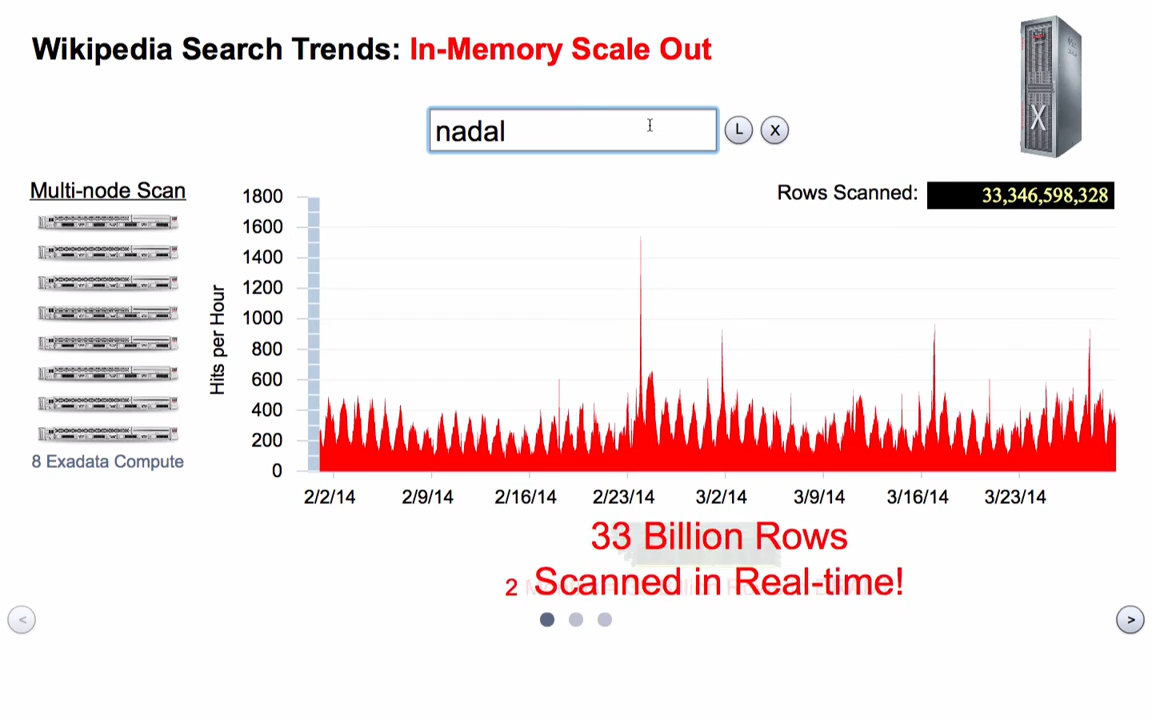 Wikipedia Search Trends: In-Memory Scale Out
X
nadal
L
X
Multi-node Scan
Rows Scanned: 33,346,598,328
1800
1600
1400
1200
1000
800
600
400
200
0
Hits per Hour
8 Exadata Compute
2/2/14
2/9/14
2/16/14
2/23/14
3/2/14
3/9/14
3/16/14
3/23/14
33 Billion Rows
2 Scanned in Real-time!
<
>